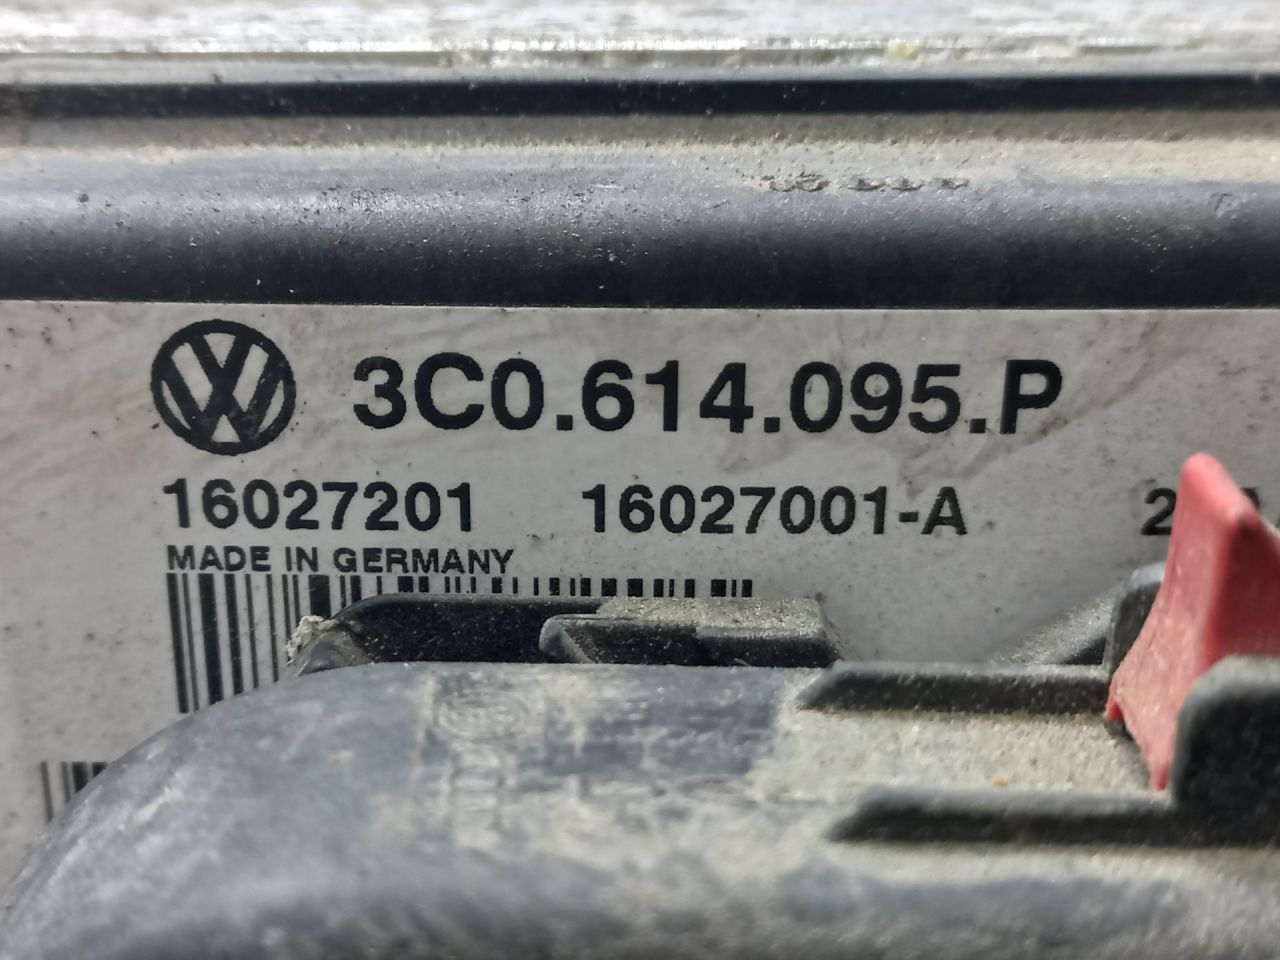 3C0.614.095.P
16027201 16027001-A
MADE IN GERMANY